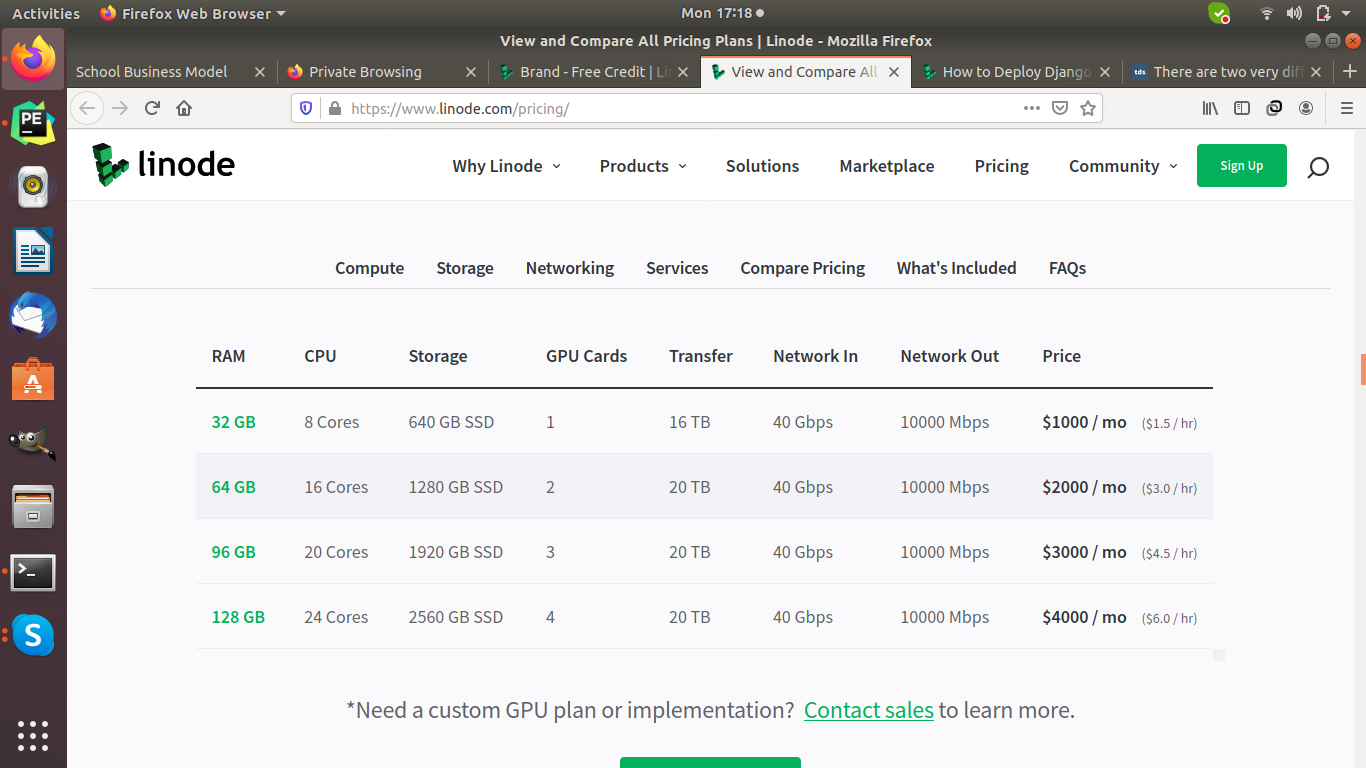 Activities Firefox Web Browser Mon 17:18
View and Compare All Pricing Plans | Linode - Mozilla Firefox
School Business Model Private Browsing Brand - Free Credit | Li View and Compare All How to Deploy Django tds There are two very diff
https://www.linode.com/pricing/
linode Why Linode Products Solutions Marketplace Pricing Community Sign Up
Compute Storage Networking Services Compare Pricing What's Included FAQs
RAM CPU Storage GPU Cards Transfer Network In Network Out Price
32 GB 8 Cores 640 GB SSD 1 16 TB 40 Gbps 10000 Mbps $1000 / mo ($1.5 / hr)
64 GB 16 Cores 1280 GB SSD 2 20 TB 40 Gbps 10000 Mbps $2000 / mo ($3.0 / hr)
96 GB 20 Cores 1920 GB SSD 3 20 TB 40 Gbps 10000 Mbps $3000 / mo ($4.5 / hr)
128 GB 24 Cores 2560 GB SSD 4 20 TB 40 Gbps 10000 Mbps $4000 / mo ($6.0 / hr)
*Need a custom GPU plan or implementation? Contact sales to learn more.
PE
A
>_
S